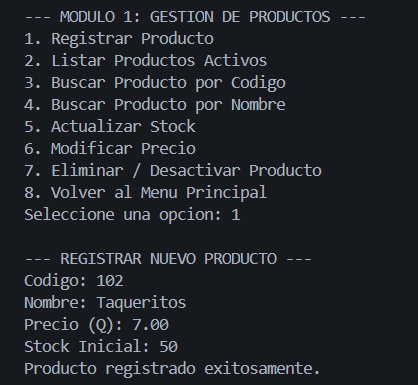 --- MODULO 1: GESTION DE PRODUCTOS ---
1. Registrar Producto
2. Listar Productos Activos
3. Buscar Producto por Codigo
4. Buscar Producto por Nombre
5. Actualizar Stock
6. Modificar Precio
7. Eliminar / Desactivar Producto
8. Volver al Menu Principal
Seleccione una opcion: 1

--- REGISTRAR NUEVO PRODUCTO ---
Codigo: 102
Nombre: Taqueritos
Precio (Q): 7.00
Stock Inicial: 50
Producto registrado exitosamente.